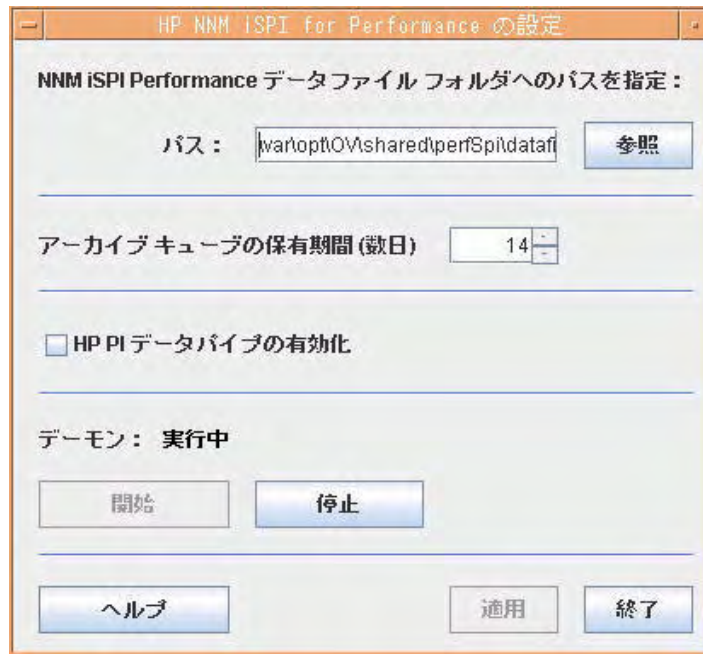 HP NNM iSPI for Performance の設定
NNM iSPI Performance データファイル フォルダへのパスを指定：
パス： \var\opt\OV\shared\perfSpi\datafi 参照
アーカイブ キューブの保有期間 (数日) 14
HP PI データパイプの有効化
デーモン： 実行中
開始 停止
ヘルプ 適用 終了